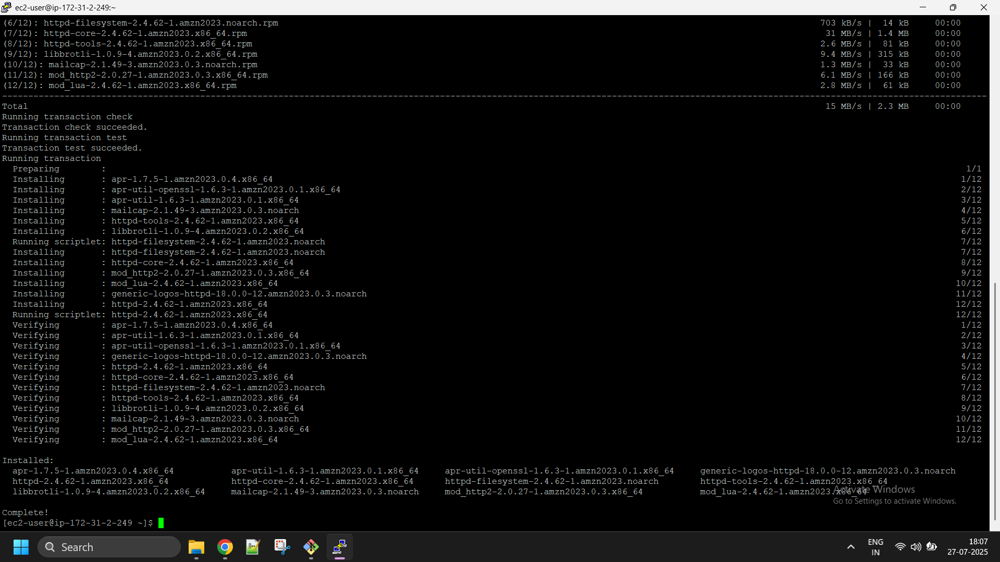 ec2-user@ip-172-31-2-249:~
(6/12): httpd-filesystem-2.4.62-1.amzn2023.noarch.rpm 703 kB/s | 14 kB 00:00
(7/12): httpd-core-2.4.62-1.amzn2023.x86_64.rpm 31 MB/s | 1.4 MB 00:00
(8/12): httpd-tools-2.4.62-1.amzn2023.x86_64.rpm 2.6 MB/s | 81 kB 00:00
(9/12): libbrotli-1.0.9-4.amzn2023.0.2.x86_64.rpm 9.4 MB/s | 315 kB 00:00
(10/12): mailcap-2.1.49-3.amzn2023.0.3.noarch.rpm 1.3 MB/s | 33 kB 00:00
(11/12): mod_http2-2.0.27-1.amzn2023.0.3.x86_64.rpm 6.1 MB/s | 166 kB 00:00
(12/12): mod_lua-2.4.62-1.amzn2023.x86_64.rpm 2.8 MB/s | 61 kB 00:00
Total 15 MB/s | 2.3 MB 00:00
Running transaction check
Transaction check succeeded.
Running transaction test
Transaction test succeeded.
Running transaction
Preparing : 1/1
Installing : apr-1.7.5-1.amzn2023.0.4.x86_64 1/12
Installing : apr-util-openssl-1.6.3-1.amzn2023.0.1.x86_64 2/12
Installing : apr-util-1.6.3-1.amzn2023.0.1.x86_64 3/12
Installing : mailcap-2.1.49-3.amzn2023.0.3.noarch 4/12
Installing : httpd-tools-2.4.62-1.amzn2023.x86_64 5/12
Installing : libbrotli-1.0.9-4.amzn2023.0.2.x86_64 6/12
Running scriptlet: httpd-filesystem-2.4.62-1.amzn2023.noarch 7/12
Installing : httpd-filesystem-2.4.62-1.amzn2023.noarch 7/12
Installing : httpd-core-2.4.62-1.amzn2023.x86_64 8/12
Installing : mod_http2-2.0.27-1.amzn2023.0.3.x86_64 9/12
Installing : mod_lua-2.4.62-1.amzn2023.x86_64 10/12
Installing : generic-logos-httpd-18.0.0-12.amzn2023.0.3.noarch 11/12
Installing : httpd-2.4.62-1.amzn2023.x86_64 12/12
Running scriptlet: httpd-2.4.62-1.amzn2023.x86_64 12/12
Verifying : apr-1.7.5-1.amzn2023.0.4.x86_64 1/12
Verifying : apr-util-1.6.3-1.amzn2023.0.1.x86_64 2/12
Verifying : apr-util-openssl-1.6.3-1.amzn2023.0.1.x86_64 3/12
Verifying : generic-logos-httpd-18.0.0-12.amzn2023.0.3.noarch 4/12
Verifying : httpd-2.4.62-1.amzn2023.x86_64 5/12
Verifying : httpd-core-2.4.62-1.amzn2023.x86_64 6/12
Verifying : httpd-filesystem-2.4.62-1.amzn2023.noarch 7/12
Verifying : httpd-tools-2.4.62-1.amzn2023.x86_64 8/12
Verifying : libbrotli-1.0.9-4.amzn2023.0.2.x86_64 9/12
Verifying : mailcap-2.1.49-3.amzn2023.0.3.noarch 10/12
Verifying : mod_http2-2.0.27-1.amzn2023.0.3.x86_64 11/12
Verifying : mod_lua-2.4.62-1.amzn2023.x86_64 12/12
Installed:
apr-1.7.5-1.amzn2023.0.4.x86_64 apr-util-1.6.3-1.amzn2023.0.1.x86_64 apr-util-openssl-1.6.3-1.amzn2023.0.1.x86_64 generic-logos-httpd-18.0.0-12.amzn2023.0.3.noarch
httpd-2.4.62-1.amzn2023.x86_64 httpd-core-2.4.62-1.amzn2023.x86_64 httpd-filesystem-2.4.62-1.amzn2023.noarch httpd-tools-2.4.62-1.amzn2023.x86_64
libbrotli-1.0.9-4.amzn2023.0.2.x86_64 mailcap-2.1.49-3.amzn2023.0.3.noarch mod_http2-2.0.27-1.amzn2023.0.3.x86_64 mod_lua-2.4.62-1.amzn2023.x86_64
Activate Windows
Go to Settings to activate Windows.
Complete!
[ec2-user@ip-172-31-2-249 ~]$
Search
ENG
IN
18:07
27-07-2025